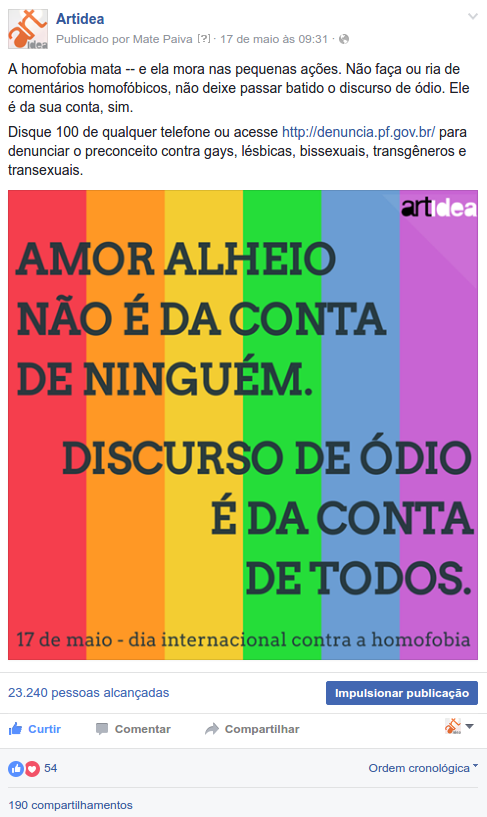 Artidea
Publicado por Mate Paiva [?] · 17 de maio às 09:31 ·
A homofobia mata -- e ela mora nas pequenas ações. Não faça ou ria de
comentários homofóbicos, não deixe passar batido o discurso de ódio. Ele
é da sua conta, sim.
Disque 100 de qualquer telefone ou acesse http://denuncia.pf.gov.br/ para
denunciar o preconceito contra gays, lésbicas, bissexuais, transgêneros e
transexuais.
artidea
AMOR ALHEIO
NÃO É DA CONTA
DE NINGUÉM.
DISCURSO DE ÓDIO
É DA CONTA
DE TODOS.
17 de maio - dia internacional contra a homofobia
23.240 pessoas alcançadas
Impulsionar publicação
Curtir Comentar Compartilhar
54
Ordem cronológica
190 compartilhamentos